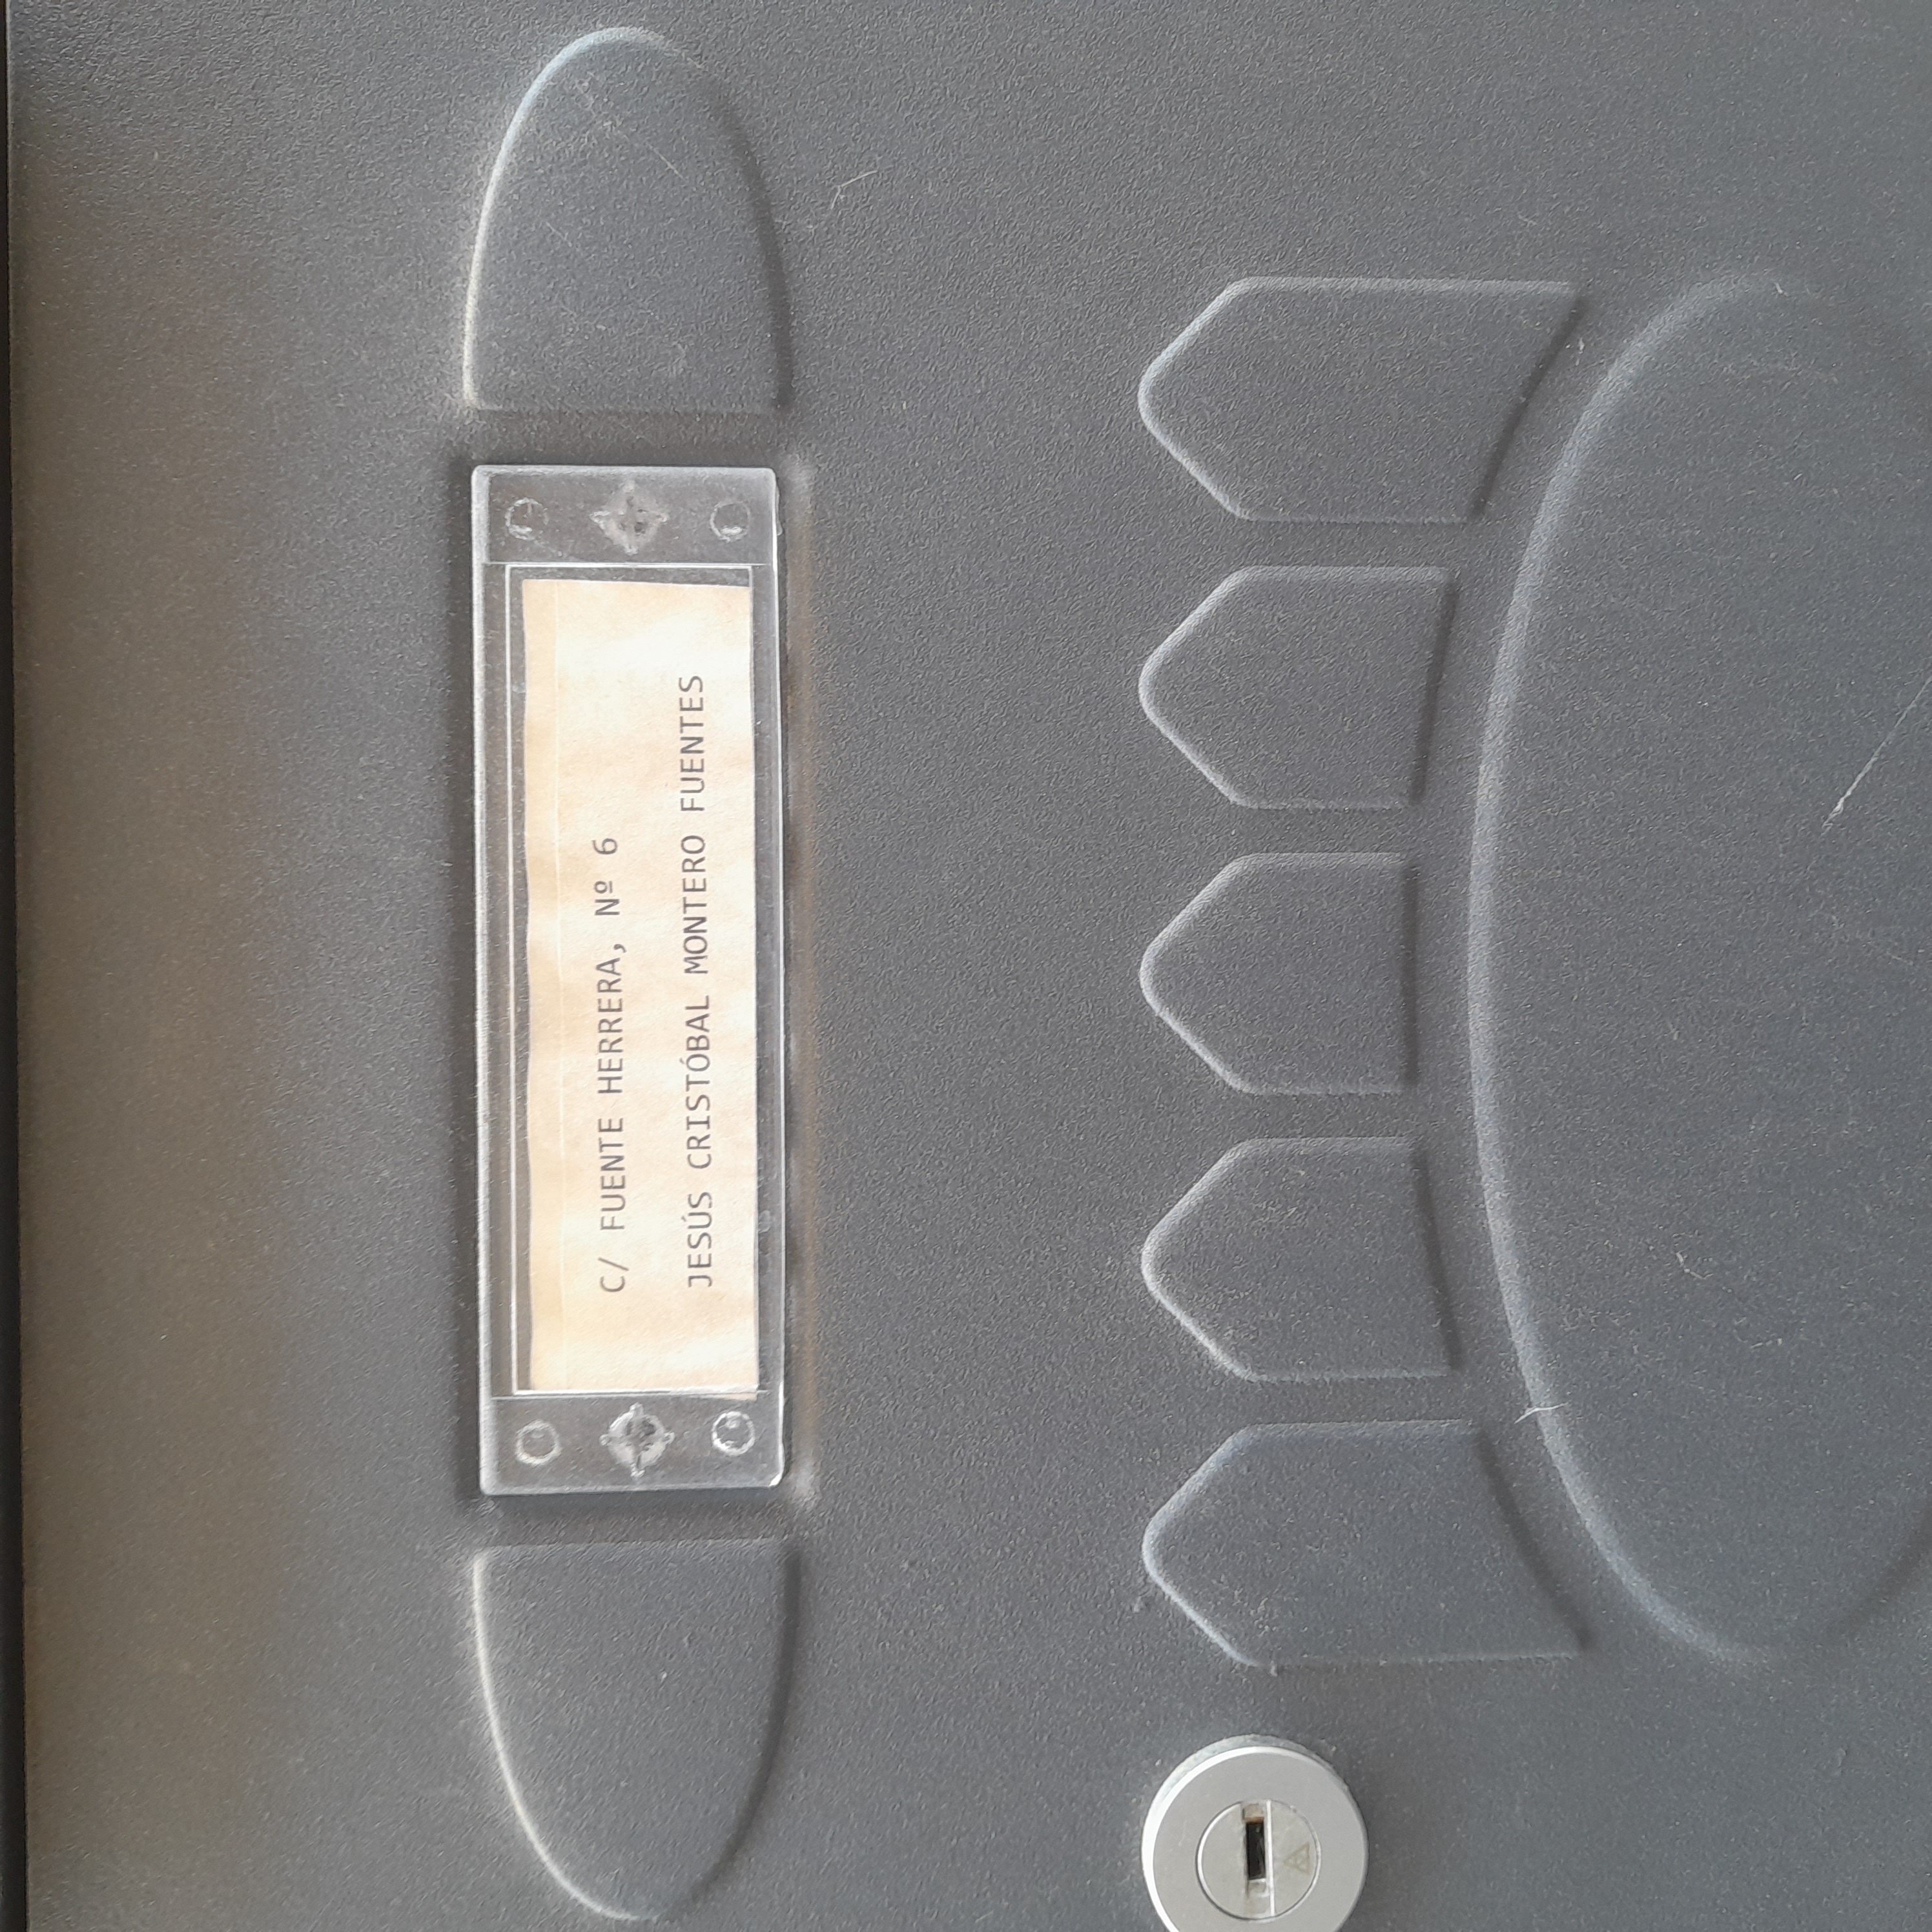 C/ FUENTE HERRERA, Nº 6
JESÚS CRISTÓBAL MONTERO FUENTES